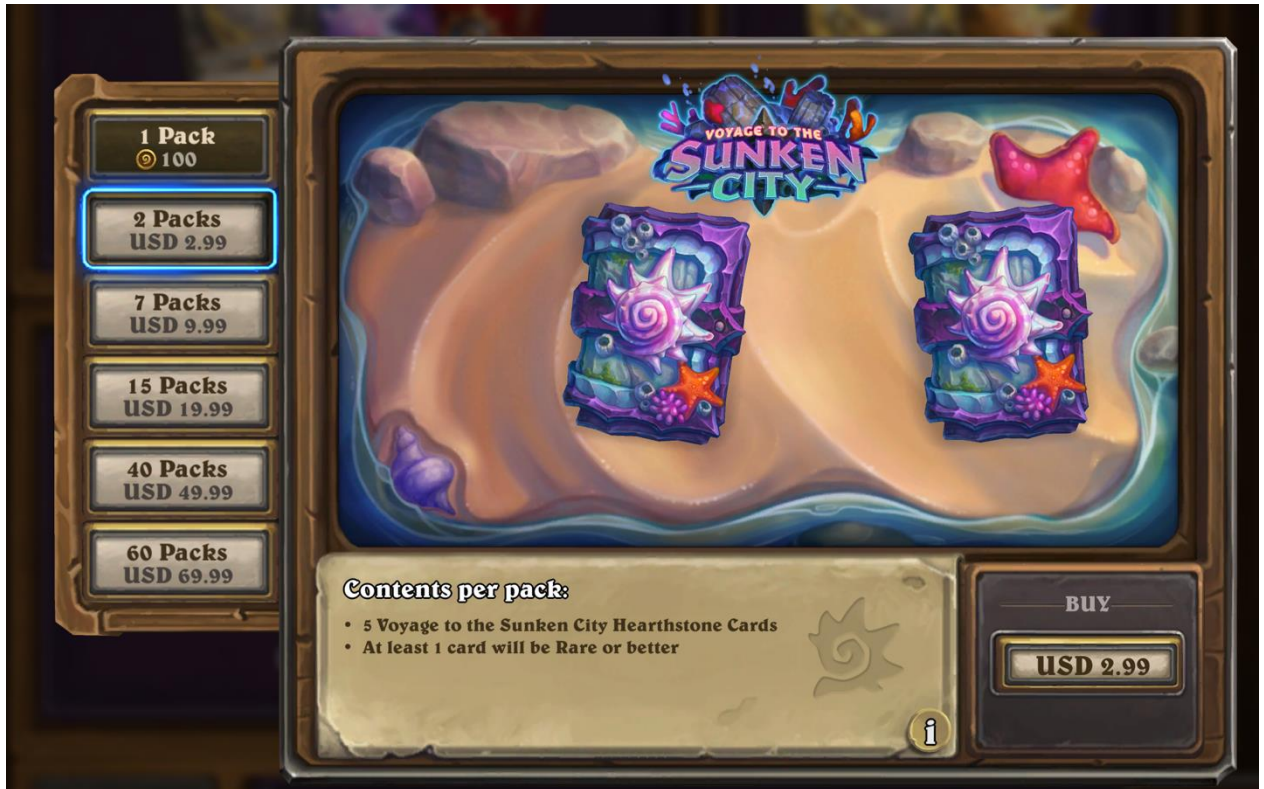 VOYAGE TO THE
SUNKEN
CITY
1 Pack
100
2 Packs
USD 2.99
7 Packs
USD 9.99
15 Packs
USD 19.99
40 Packs
USD 49.99
60 Packs
USD 69.99
Contents per pack:
• 5 Voyage to the Sunken City Hearthstone Cards
• At least 1 card will be Rare or better
i
BUY
USD 2.99